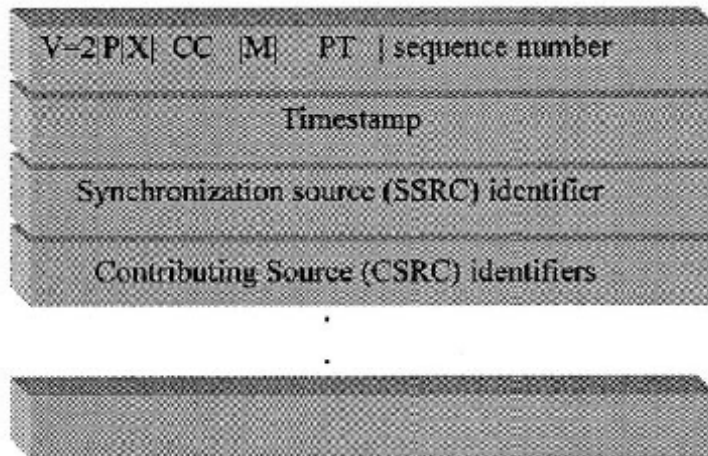 V=2 P|X| CC |M| PT | sequence number
Timestamp
Synchronization source (SSRC) identifier
Contributing Source (CSRC) identifiers